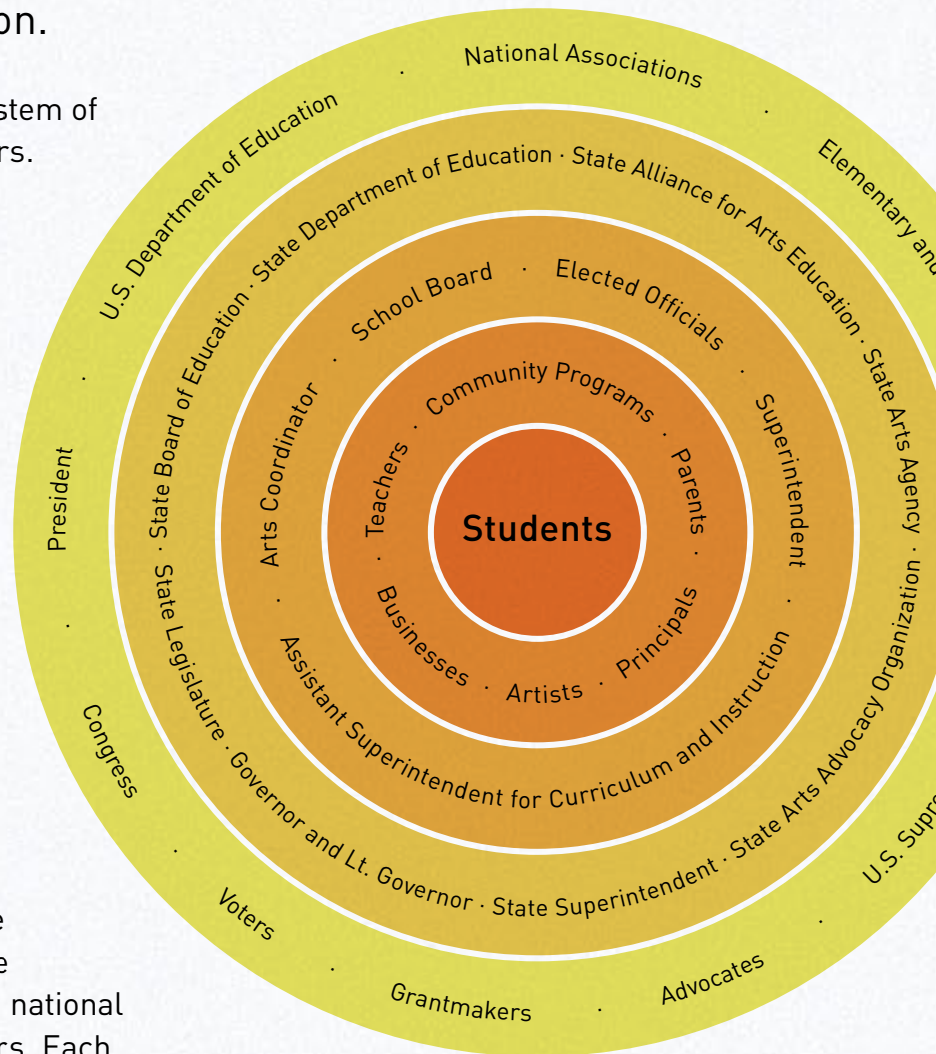 on.
stem of
rs.
National Associations · Elementary and
U.S. Department of Education ·
President ·
Congress ·
Voters ·
Grantmakers · Advocates · U.S.
State Board of Education · State Department of Education · State Alliance for Arts Education · State Arts Agency ·
State Legislature · Governor and Lt. Governor · State Superintendent · State Arts Advocacy Organization ·
Arts Coordinator · School Board · Elected Officials · Superintendent ·
Assistant Superintendent for Curriculum and Instruction
Teachers · Community Programs · Parents ·
Businesses · Artists · Principals
Students
e
e
national
rs. Each